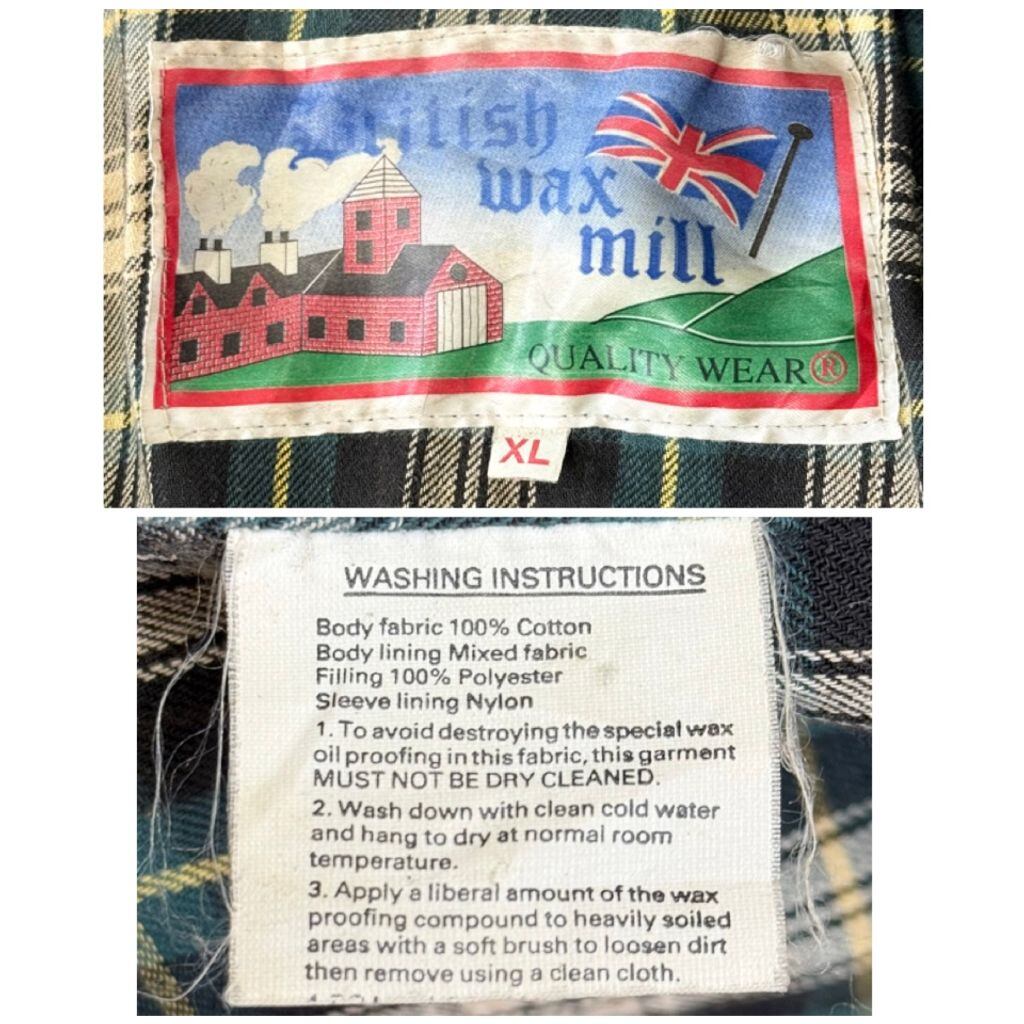 British
wax
mill
QUALITY WEAR®
XL
WASHING INSTRUCTIONS
Body fabric 100% Cotton
Body lining Mixed fabric
Filling 100% Polyester
Sleeve lining Nylon
1. To avoid destroying the special wax
oil proofing in this fabric, this garment
MUST NOT BE DRY CLEANED.
2. Wash down with clean cold water
and hang to dry at normal room
temperature.
3. Apply a liberal amount of the wax
proofing compound to heavily soiled
areas with a soft brush to loosen dirt
then remove using a clean cloth.